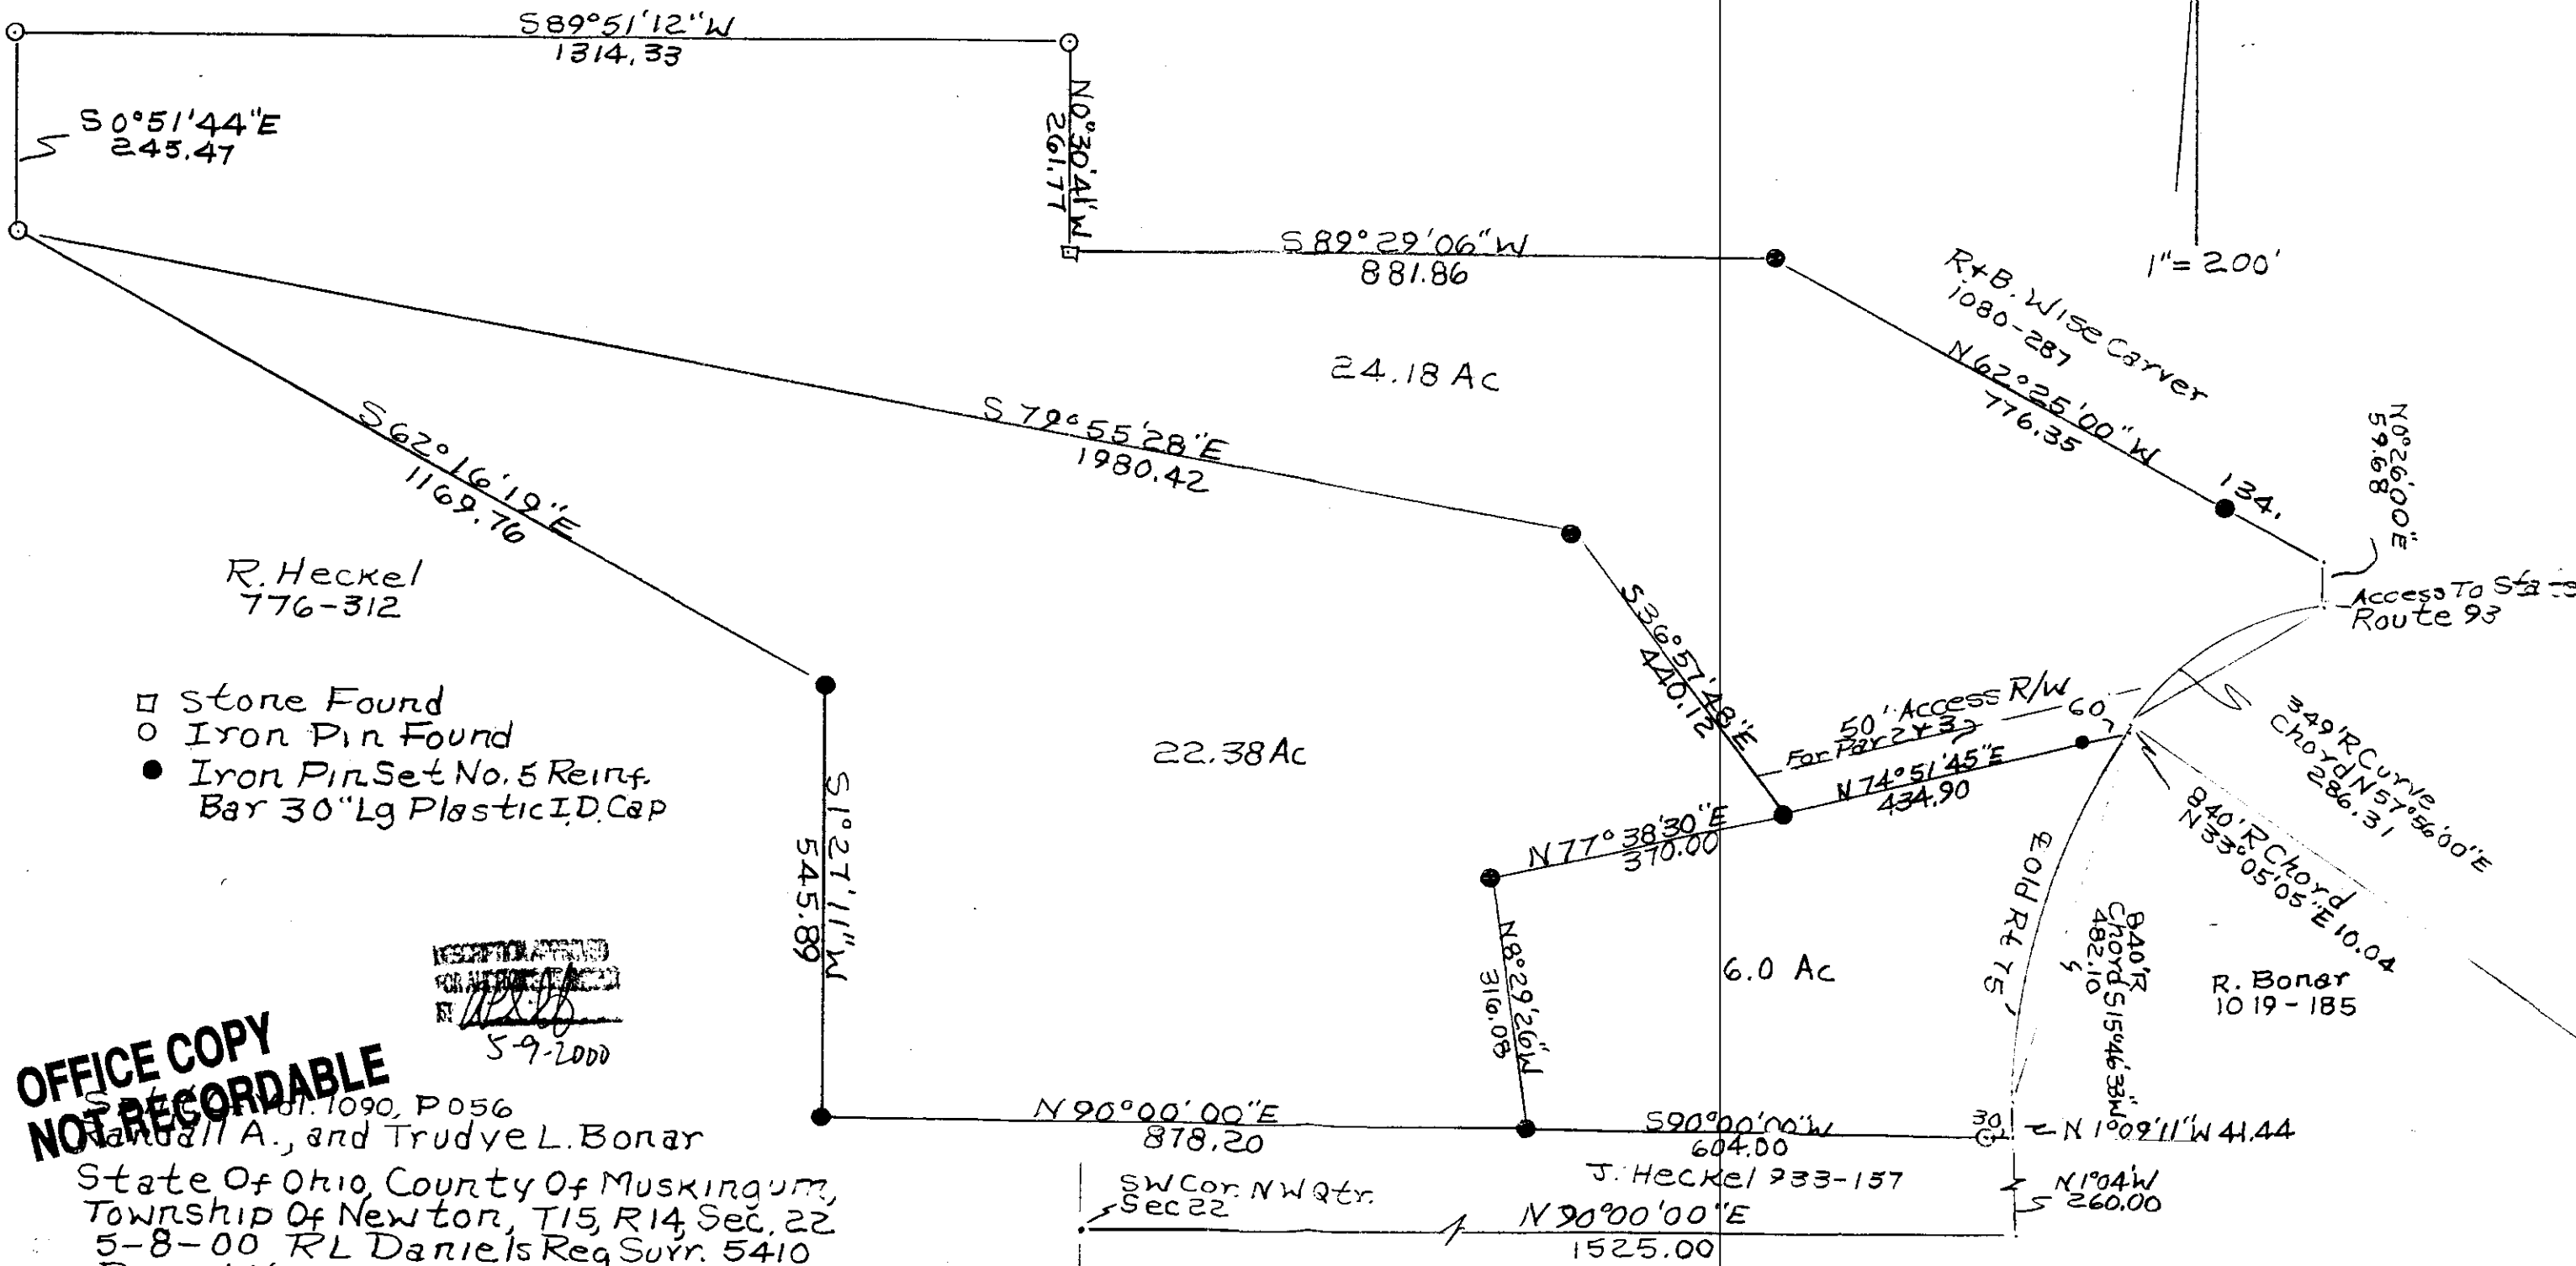 S89°51'12"W
1314.33
S0°51'44"E
245.47
N0°30'41"W
261.77
S89°29'06"W
881.86
1"=200'
R+B. Wise Carver
1080-287
N62°25'00"W
776.35
134.
N0°26'00"E
59.68
24.18 Ac
S79°55'28"E
1980.42
S62°16'19"E
1169.76
Access To
Route 93
R. Heckel
776-312
S36°57'48"E
440.12
50' Access R/W
For Par 2+3
60
349'R Curve
Chord N57°56'00"E
286.31
Stone Found
Iron Pin Found
Iron Pin Set No. 5 Reinf.
Bar 30" Lg Plastic I.D. Cap
22.38 Ac
N74°51'45"E
434.90
840'R Chord
N33°05'05"E 10.04
N77°38'30"E
370.00
S1°27'11"W
545.89
℄ Old Rt 75
840'R
Chord S15°46'33"W
482.10
N8°29'26"W
316.08
6.0 Ac
R. Bonar
1019-185
5-9-2000
OFFICE COPY
NOT RECORDABLE
1090, P056
Randall A., and Trudye L. Bonar
N90°00'00"E
878.20
S90°00'00"W
604.00
30
N1°09'11"W 41.44
State Of Ohio, County Of Muskingum,
Township Of Newton, T15, R14, Sec. 22
5-8-00 RL Daniels Reg Surr. 5410
SW Cor. NW Qtr.
Sec 22
J. Heckel 933-157
N1°04'W
260.00
N90°00'00"E
1525.00